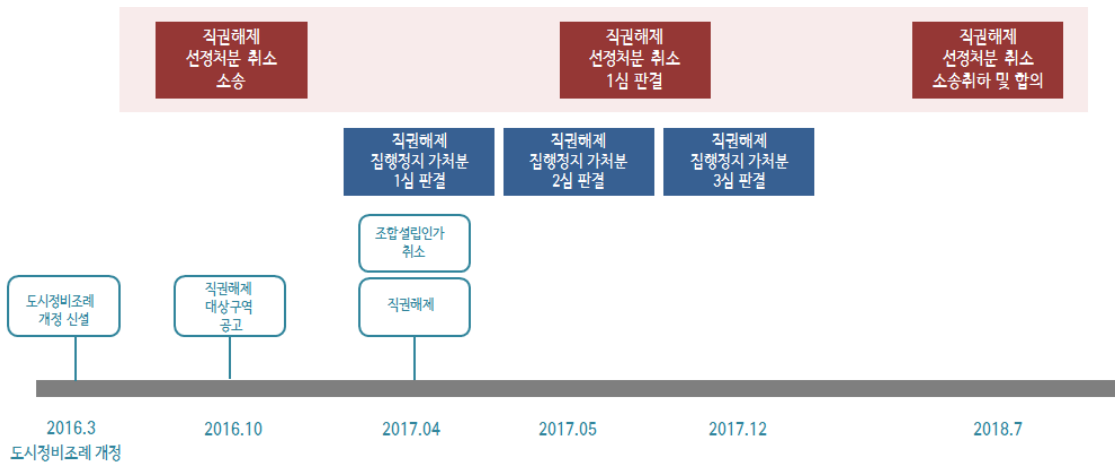 직권해제
선정처분 취소
소송
직권해제
선정처분 취소
1심 판결
직권해제
선정처분 취소
소송취하 및 합의
직권해제
집행정지 가처분
1심 판결
직권해제
집행정지 가처분
2심 판결
직권해제
집행정지 가처분
3심 판결
조합설립인가
취소
도시정비조례
개정 신설
직권해제
대상구역
공고
직권해제
2016.3
도시정비조례 개정
2016.10
2017.04
2017.05
2017.12
2018.7